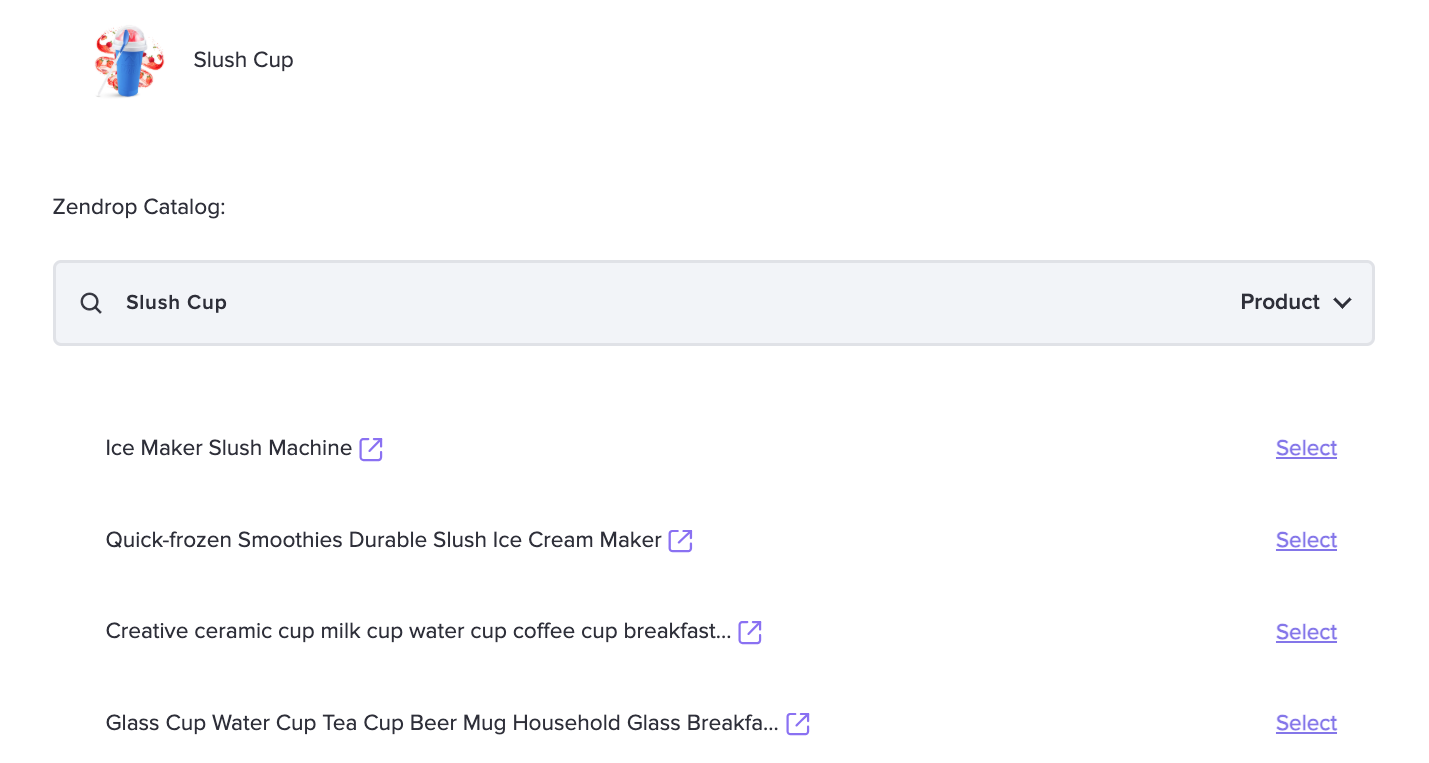 Slush Cup
Zendrop Catalog:
Slush Cup
Product
Ice Maker Slush Machine
Select
Quick-frozen Smoothies Durable Slush Ice Cream Maker
Select
Creative ceramic cup milk cup water cup coffee cup breakfast...
Select
Glass Cup Water Cup Tea Cup Beer Mug Household Glass Breakfa...
Select